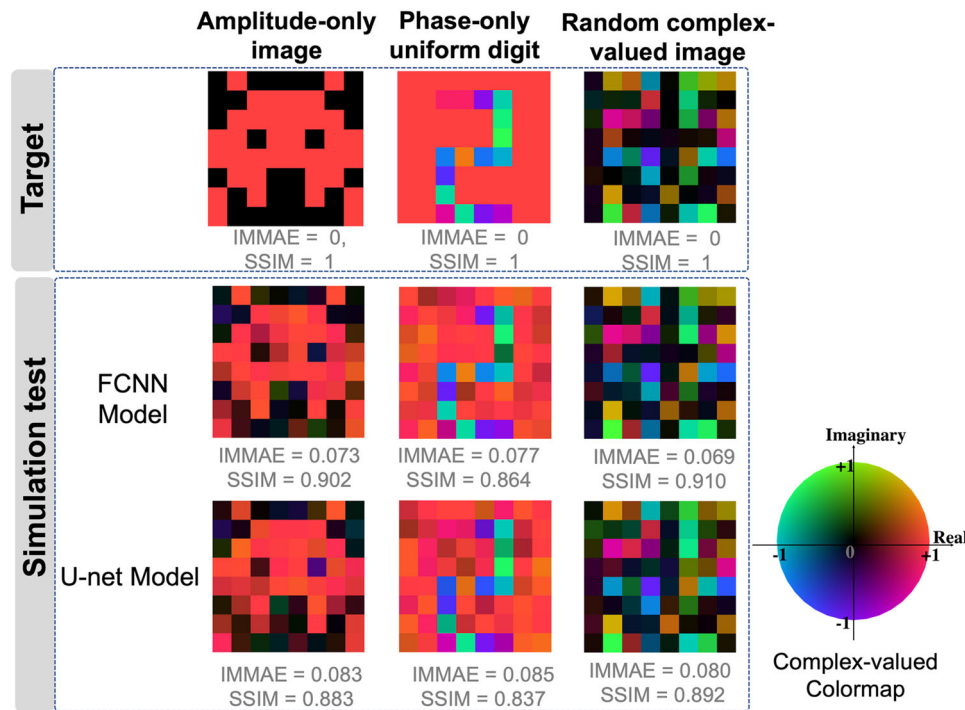 Amplitude-only
image
Phase-only
uniform digit
Random complex-
valued image
Target
IMMAE = 0,
SSIM = 1
IMMAE = 0
SSIM = 1
IMMAE = 0
SSIM = 1
Simulation test
FCNN
Model
IMMAE = 0.073
SSIM = 0.902
IMMAE = 0.077
SSIM = 0.864
IMMAE = 0.069
SSIM = 0.910
U-net Model
IMMAE = 0.083
SSIM = 0.883
IMMAE = 0.085
SSIM = 0.837
IMMAE = 0.080
SSIM = 0.892
Imaginary
+1
Real
-1
0
+1
-1
Complex-valued
Colormap